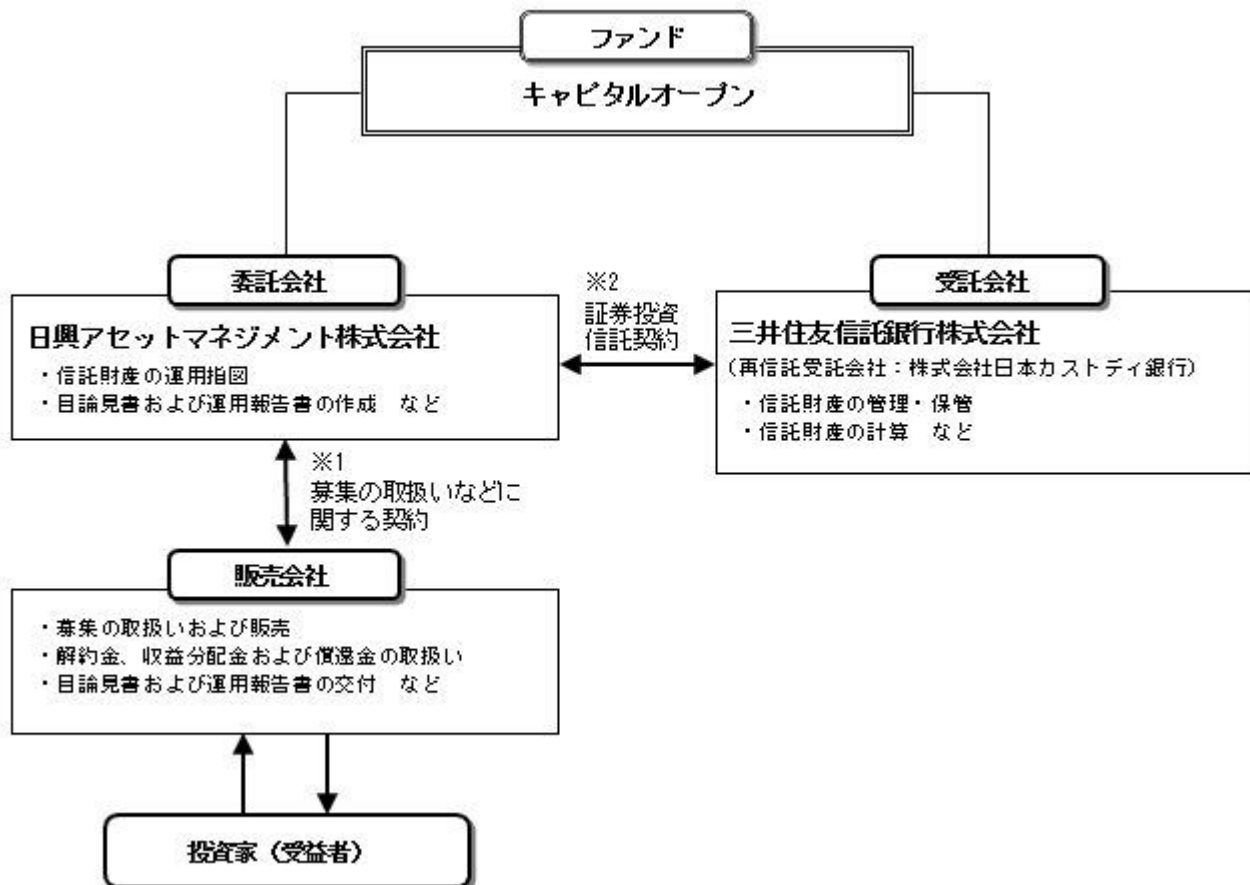 ファンド
キャピタルオープン
委託会社
日興アセットマネジメント株式会社
・信託財産の運用指図
・目論見書および運用報告書の作成　など
※2
証券投資
信託契約
受託会社
三井住友信託銀行株式会社
（再信託受託会社：株式会社日本カストディ銀行）
・信託財産の管理・保管
・信託財産の計算　など
※1
募集の取扱いなどに
関する契約
販売会社
・募集の取扱いおよび販売
・解約金、収益分配金および償還金の取扱い
・目論見書および運用報告書の交付　など
投資家（受益者）